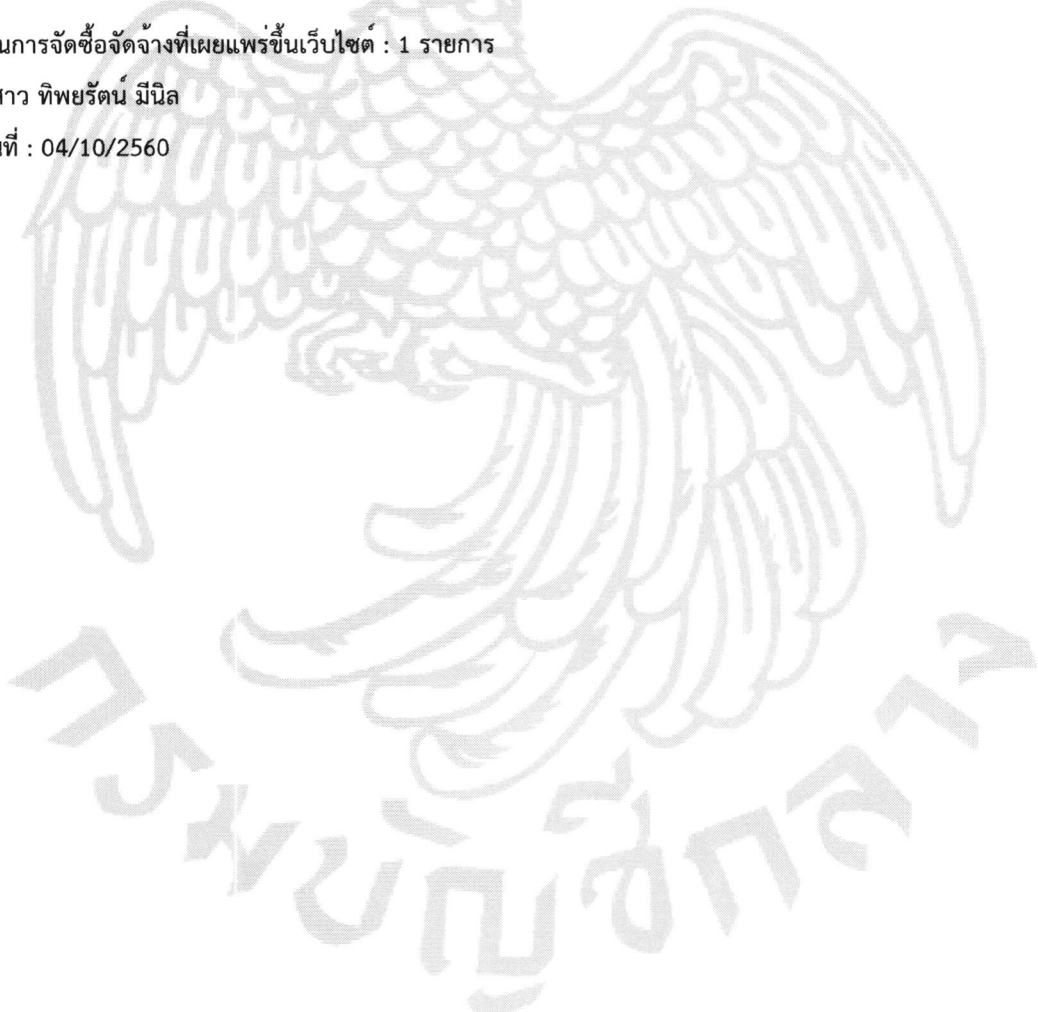 นการจัดซื้อจัดจ้างที่เผยแพร่ขึ้นเว็บไซต์ : 1 รายการ
สาว ทิพยรัตน์ มีนิล
ที่ : 04/10/2560
กรมบัญชีกลาง